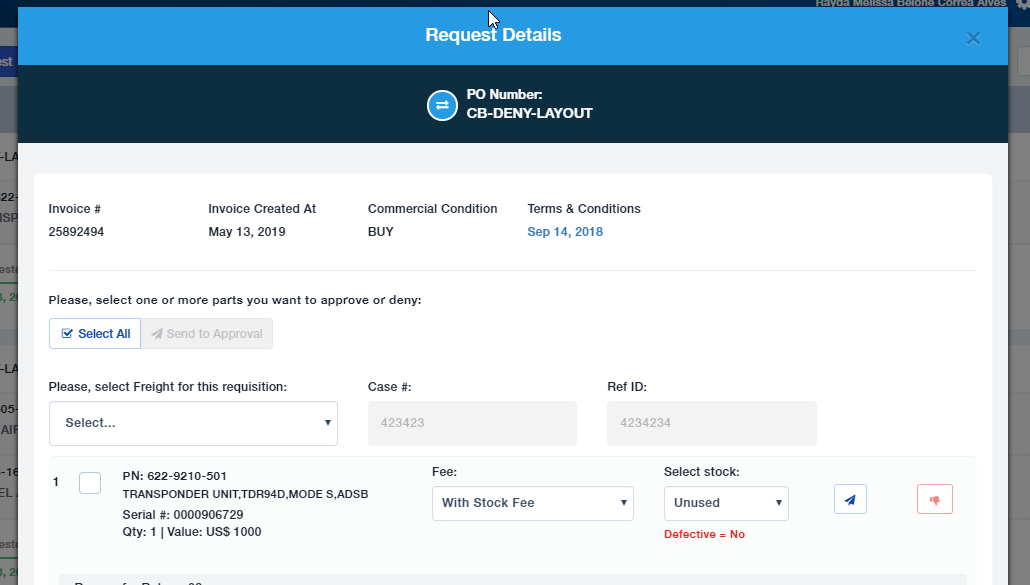 Rayda Melissa Belone Correa Alves
Request Details
est
PO Number:
CB-DENY-LAYOUT
Invoice #
Invoice Created At
Commercial Condition
Terms & Conditions
25892494
May 13, 2019
BUY
Sep 14, 2018
Please, select one or more parts you want to approve or deny:
Select All
Send to Approval
Please, select Freight for this requisition:
Case #:
Ref ID:
Select...
423423
4234234
1
PN: 622-9210-501
TRANSPONDER UNIT,TDR94D,MODE S,ADSB
Serial #: 0000906729
Qty: 1 | Value: US$ 1000
Fee:
With Stock Fee
Select stock:
Unused
Defective = No